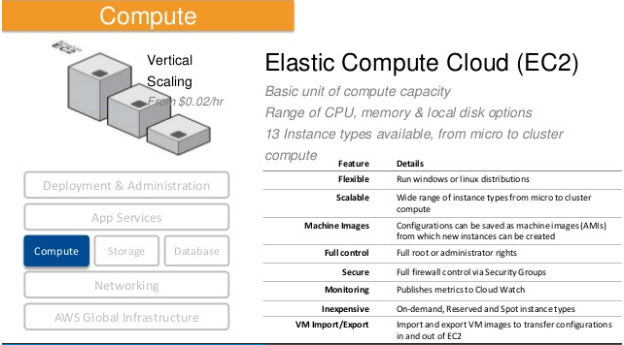 Compute
EC2
Vertical
Scaling
From $0.02/hr
Elastic Compute Cloud (EC2)
Basic unit of compute capacity
Range of CPU, memory & local disk options
13 Instance types available, from micro to cluster
compute
Feature Details
Flexible Run windows or linux distributions
Scalable Wide range of instance types from micro to cluster
compute
Machine Images Configurations can be saved as machine images (AMIs)
from which new instances can be created
Full control Full root or administrator rights
Secure Full firewall control via Security Groups
Monitoring Publishes metrics to Cloud Watch
Inexpensive On-demand, Reserved and Spot instance types
VM Import/Export Import and export VM images to transfer configurations
in and out of EC2
Deployment & Administration
App Services
Compute Storage Database
Networking
AWS Global Infrastructure